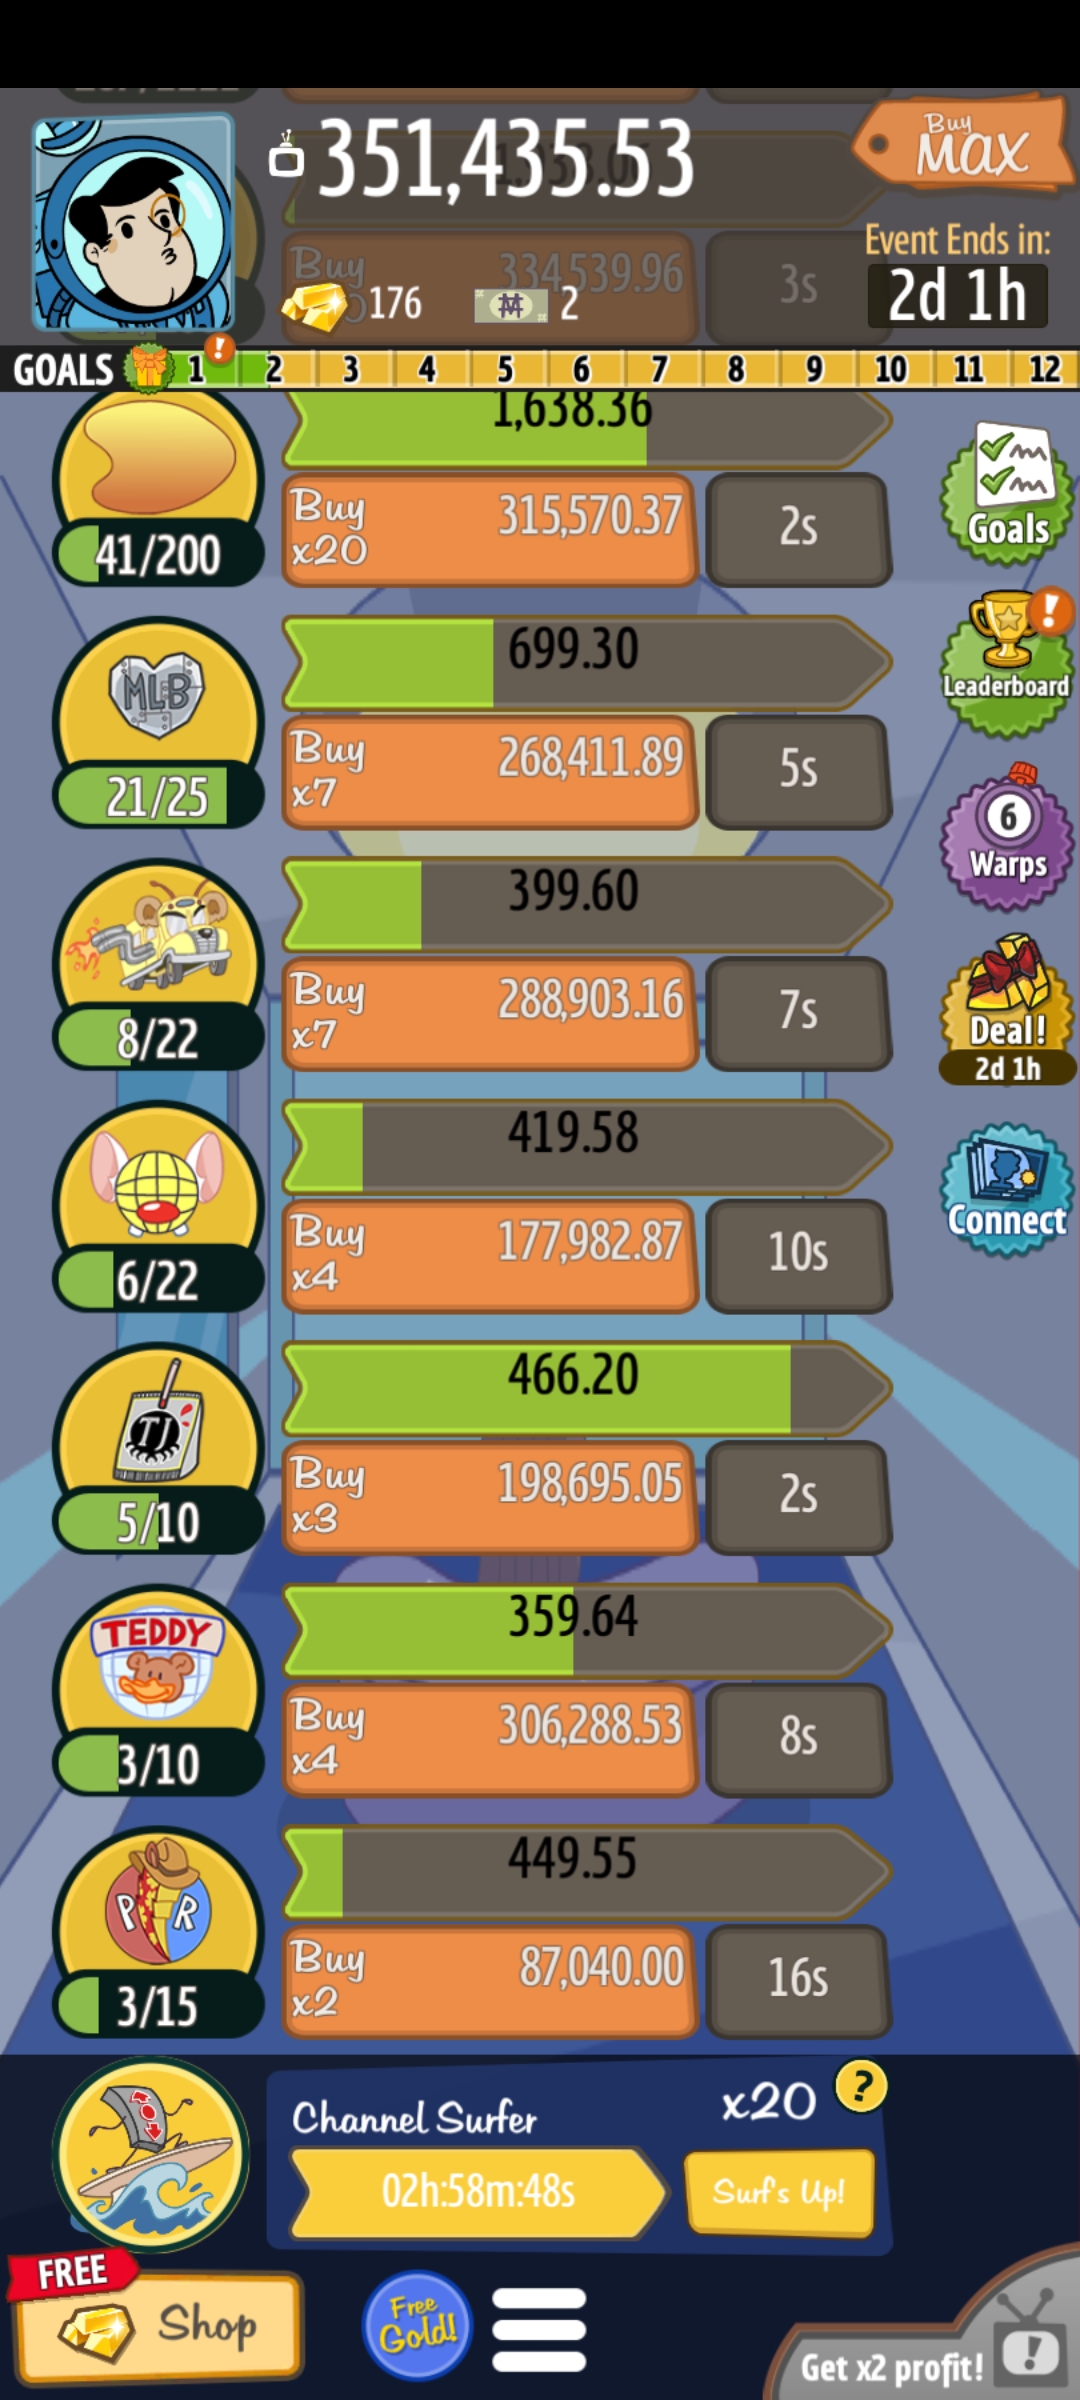 351,435.53
Buy
MAX
Event Ends in:
2d 1h
Buy
334,539.96
3s
176
2
GOALS 1 ! 2 3 4 5 6 7 8 9 10 11 12
1,638.36
Buy
x20
315,570.37
2s
41/200
Goals
699.30
MLB
Buy
x7
268,411.89
5s
21/25
!
Leaderboard
399.60
Buy
x7
288,903.16
7s
8/22
6
Warps
419.58
Buy
x4
177,982.87
10s
6/22
Deal!
2d 1h
466.20
TJ
Buy
x3
198,695.05
2s
5/10
Connect
359.64
TEDDY
Buy
x4
306,288.53
8s
3/10
449.55
P R
Buy
x2
87,040.00
16s
3/15
Channel Surfer
x20
?
02h:58m:48s
Surf's Up!
FREE
Shop
Free
Gold!
Get x2 profit!
!